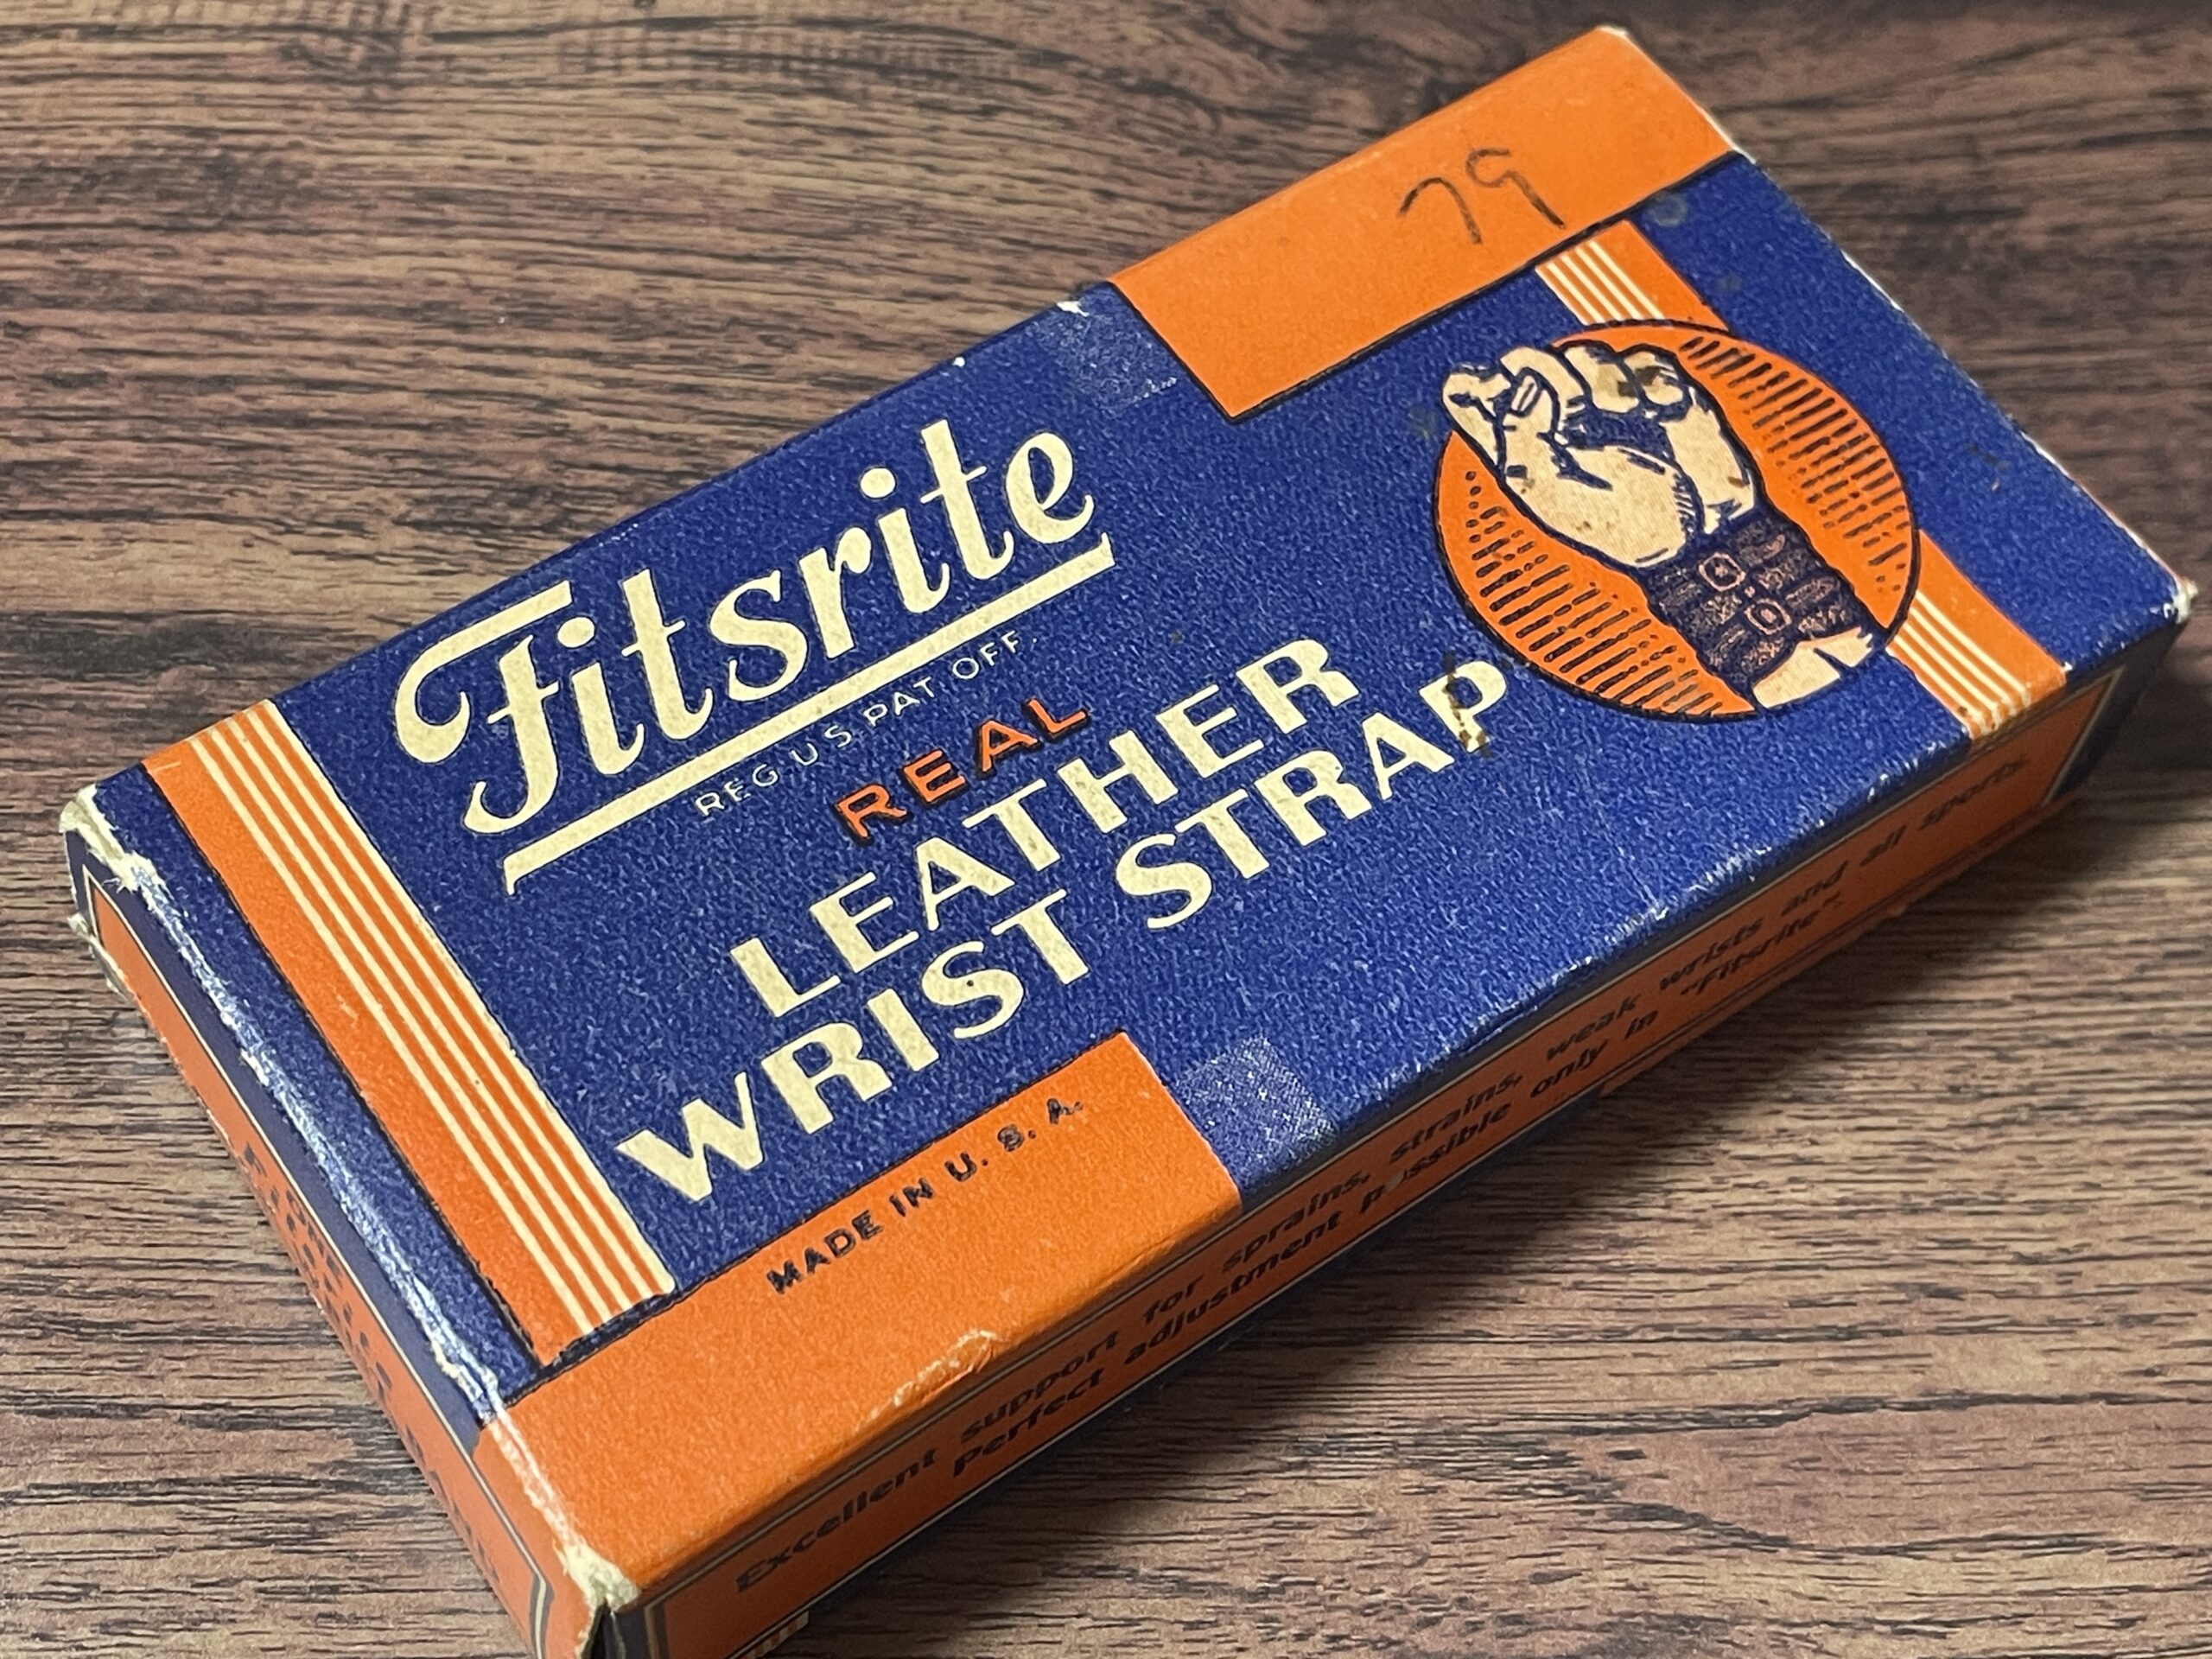 79
Fitsrite
REG U S PAT OFF.
REAL
LEATHER
WRIST STRAP
MADE IN U. S. A.
Excellent support for sprains, strains, weak wrists and all sports.
Perfect adjustment possible only in "Fitsrite".